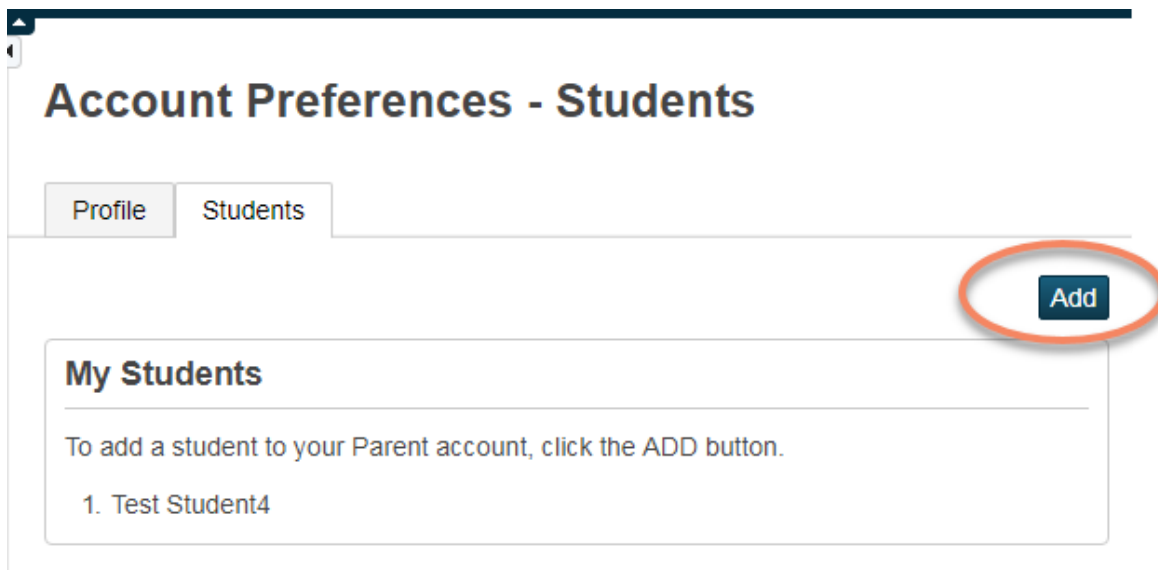 Account Preferences - Students
Profile
Students
Add
My Students
To add a student to your Parent account, click the ADD button.
1. Test Student4